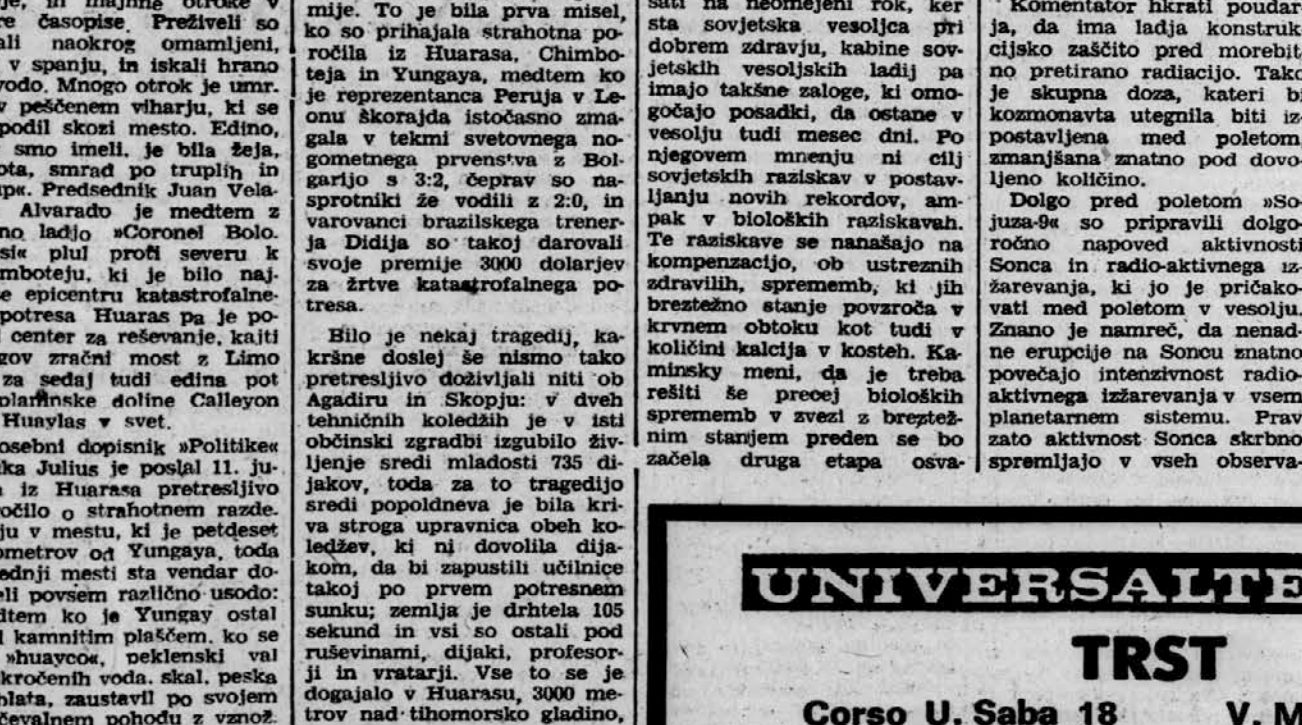 je, in majhne otroke v
re časopise. Preživeli so
ali naokrog omamljeni,
v spanju, in iskali hrano
vodo. Mnogo otrok je umr.
v peščenem viharju, ki se
podil skozi mesto. Edino,
smo imeli. je bila žeja,
ota, smrad po truplih in
up«. Predsednik Juan Vela-
Alvarado je medtem z
no ladjo »Coronel Bolo.
si« plul proti severu k
mboteju, ki je bilo naj-
e epicentru katastrofalne-
potresa Huaras pa je po-
center za reševanje, kajti
gov zračni most z Limo
za sedaj tudi edina pot
planinske doline Calleyon
Huaylas v svet.
osebni dopisnik »Politike«
ka Julius je poslal 11. ju-
iz Huarasa pretresljivo
očilo o strahotnem razde.
ju v mestu, ki je petdeset
ometrov od Yungaya, toda
ednji mesti sta vendar do-
eli povsem različno usodo:
dtem ko je Yungay ostal
kamnitim plaščem. ko se
»huayco«, peklenski val
kročenih voda. skal, peska
blata, zaustavil po svojem
čevalnem pohodu z vznož.
mije. To je bila prva misel,
ko so prihajala strahotna po-
ročila iz Huarasa, Chimbo-
teja in Yungaya, medtem ko
je reprezentanca Peruja v Le-
onu škorajda istočasno zma-
gala v tekmi svetovnega no-
gometnega prvenstva z Bol-
garijo s 3:2, čeprav so na-
sprotniki že vodili z 2:0, in
varovanci brazilskega trener-
ja Didija so takoj darovali
svoje premije 3000 dolarjev
za žrtve katastrofalnega po-
tresa.
Bilo je nekaj tragedij, ka-
kršne doslej še nismo tako
pretresljivo doživljali niti ob
Agadiru in Skopju: v dveh
tehničnih koledžih je v isti
občinski zgradbi izgubilo živ-
ljenje sredi mladosti 735 di-
jakov, toda za to tragedijo
sredi popoldneva je bila kri-
va stroga upravnica obeh ko-
ledžev, ki ni dovolila dija-
kom, da bi zapustili učilnice
takoj po prvem potresnem
sunku; zemlja je drhtela 105
sekund in vsi so ostali pod
ruševinami, dijaki, profesor-
ji in vratarji. Vse to se je
dogajalo v Huarasu, 3000 me-
trov nad tihomorsko gladino,
sati na neomejeni rok, ker
sta sovjetska vesoljca pri
dobrem zdravju, kabine sov-
jetskih vesoljskih ladij pa
imajo takšne zaloge, ki omo-
gočajo posadki, da ostane v
vesolju tudi mesec dni. Po
njegovem mnenju ni cilj
sovjetskih raziskav v postav-
ljanju novih rekordov, am-
pak v bioloških raziskavah.
Te raziskave se nanašajo na
kompenzacijo, ob ustreznih
zdravilih, sprememb, ki jih
breztežno stanje povzroča v
krvnem obtoku kot tudi v
količini kalcija v kosteh. Ka-
minsky meni, da je treba
rešiti še precej bioloških
sprememb v zvezi z breztež-
nim stanjem preden se bo
začela druga etapa osva-
Komentator hkrati poudar-
ja, da ima ladja konstruk
cijsko zaščito pred morebit
no pretirano radiacijo. Tako
je skupna doza, kateri bi
kozmonavta utegnila biti iz
postavljena med poletom
zmanjšana znatno pod dovo-
ljeno količino.
Dolgo pred poletom »So-
juza-9« so pripravili dolgo-
ročno napoved aktivnosti
Sonca in radio-aktivnega iz-
žarevanja, ki jo je pričako-
vati med poletom v vesolju.
Znano je namreč, da nenad-
ne erupcije na Soncu znatno
povečajo intenzivnost radio-
aktivnega izžarevanja v vsem
planetarnem sistemu. Prav
zato aktivnost Sonca skrbno
spremljajo v vseh observa-
UNIVERSALTE
TRST
Corso U. Saba 18 V. M